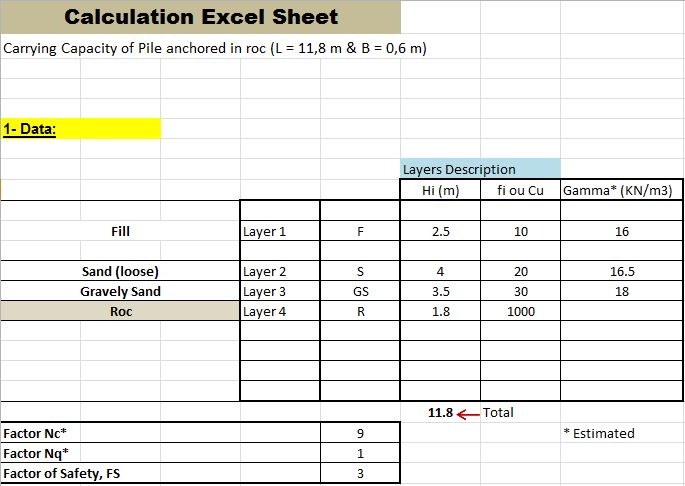 Calculation Excel Sheet
Carrying Capacity of Pile anchored in roc (L = 11,8 m & B = 0,6 m)
1- Data:
Layers Description
Hi (m) fi ou Cu Gamma* (KN/m3)
Fill Layer 1 F 2.5 10 16
Sand (loose) Layer 2 S 4 20 16.5
Gravely Sand Layer 3 GS 3.5 30 18
Roc Layer 4 R 1.8 1000
11.8 Total
Factor Nc* 9 * Estimated
Factor Nq* 1
Factor of Safety, FS 3